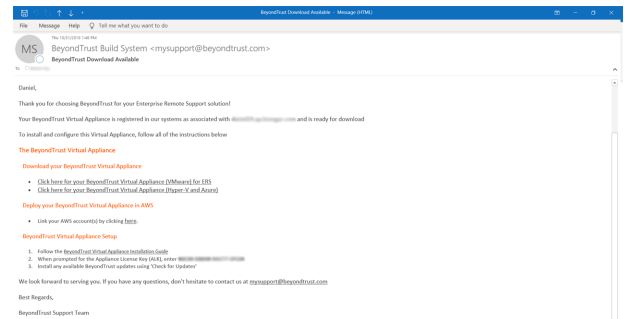 BeyondTrust Download Available - Message (HTML)
File Message Help Tell me what you want to do
Thu 10/31/2019 1:40 PM
MS
BeyondTrust Build System <mysupport@beyondtrust.com>
BeyondTrust Download Available
To
Daniel,
Thank you for choosing BeyondTrust for your Enterprise Remote Support solution!
Your BeyondTrust Virtual Appliance is registered in our systems as associated with and is ready for download
To install and configure this Virtual Appliance, follow all of the instructions below
The BeyondTrust Virtual Appliance
Download your BeyondTrust Virtual Appliance
• Click here for your BeyondTrust Virtual Appliance (VMware) for ERS
• Click here for your BeyondTrust Virtual Appliance (Hyper-V and Azure)
Deploy your BeyondTrust Virtual Appliance in AWS
• Link your AWS account(s) by clicking here.
BeyondTrust Virtual Appliance Setup
1. Follow the BeyondTrust Virtual Appliance Installation Guide
2. When prompted for the Appliance License Key (ALK), enter
3. Install any available BeyondTrust updates using 'Check for Updates'
We look forward to serving you. If you have any questions, don't hesitate to contact us at mysupport@beyondtrust.com
Best Regards,
BeyondTrust Support Team